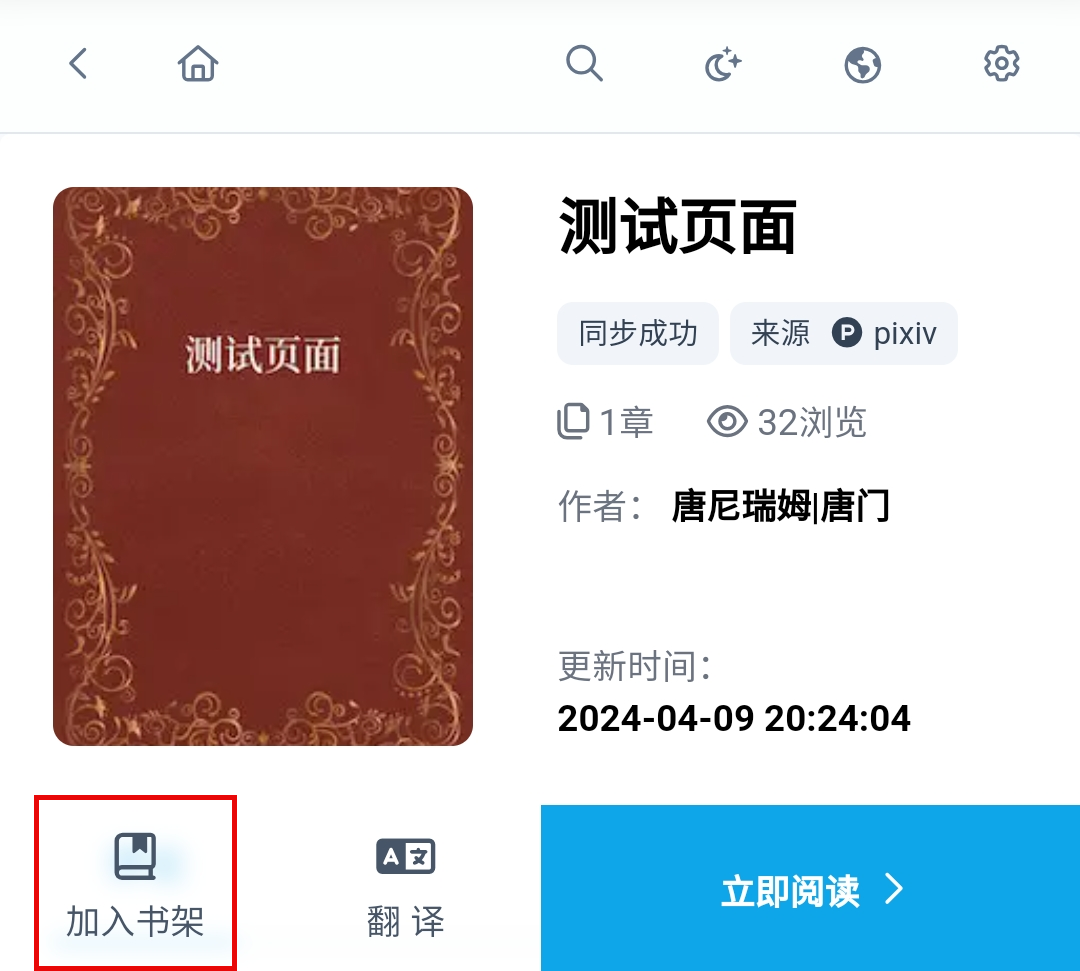 测试页面
测试页面
同步成功
来源 P pixiv
1章 32浏览
作者： 唐尼瑞姆|唐门
更新时间：
2024-04-09 20:24:04
加入书架
A 文
翻 译
立即阅读